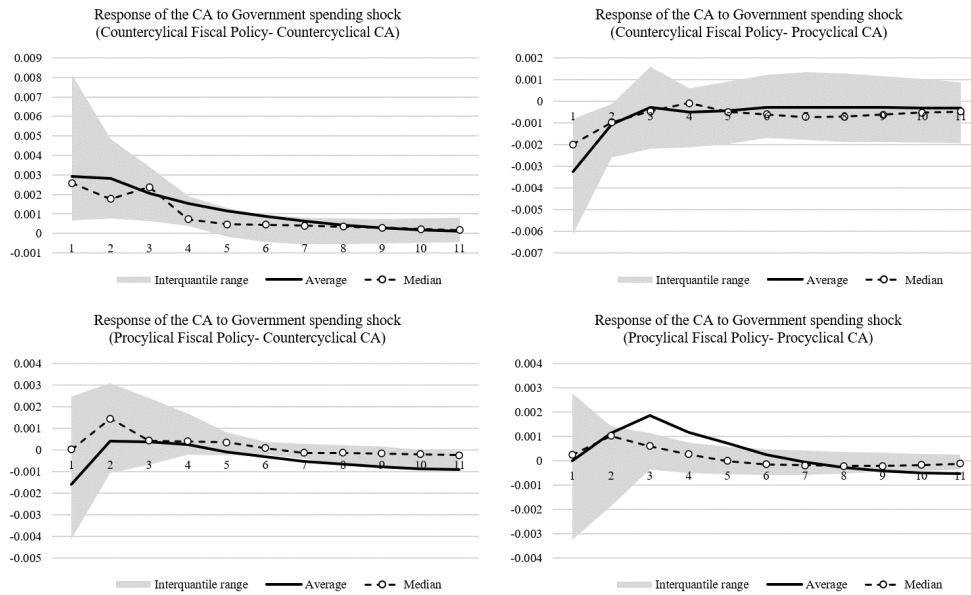 Response of the CA to Government spending shock
(Countercylical Fiscal Policy- Countercyclical CA)
0.009
0.008
0.007
0.006
0.005
0.004
0.003
0.002
0.001
0
-0.001
1 2 3 4 5 6 7 8 9 10 11
Interquantile range Average Median
Response of the CA to Government spending shock
(Countercylical Fiscal Policy- Procyclical CA)
0.002
0.001
0
-0.001
-0.002
-0.003
-0.004
-0.005
-0.006
-0.007
1 2 3 4 5 6 7 8 9 10 11
Interquantile range Average Median
Response of the CA to Government spending shock
(Procylical Fiscal Policy- Countercyclical CA)
0.004
0.003
0.002
0.001
0
-0.001
-0.002
-0.003
-0.004
-0.005
1 2 3 4 5 6 7 8 9 10 11
Interquantile range Average Median
Response of the CA to Government spending shock
(Procylical Fiscal Policy- Procyclical CA)
0.004
0.003
0.002
0.001
0
-0.001
-0.002
-0.003
-0.004
1 2 3 4 5 6 7 8 9 10 11
Interquantile range Average Median